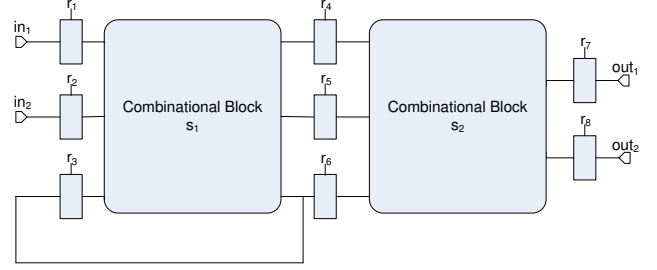 r₁
r₄
in₁
r₇
out₁
r₂
r₅
in₂
Combinational Block
s₁
Combinational Block
s₂
r₈
out₂
r₃
r₆